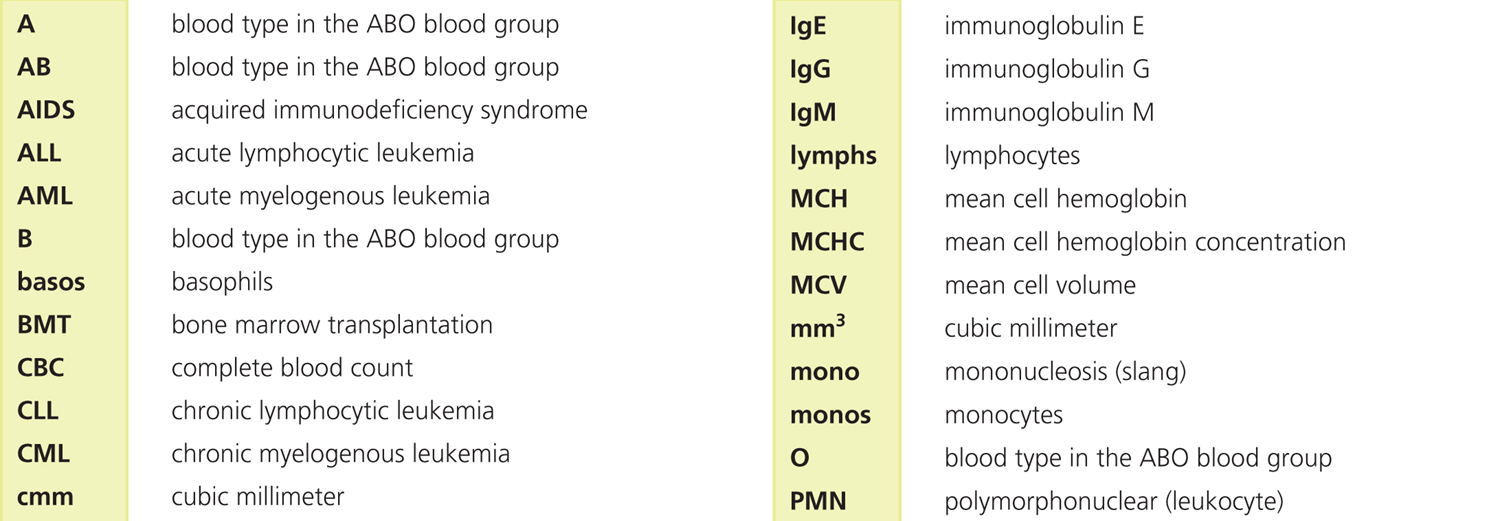 A blood type in the ABO blood group
AB blood type in the ABO blood group
AIDS acquired immunodeficiency syndrome
ALL acute lymphocytic leukemia
AML acute myelogenous leukemia
B blood type in the ABO blood group
basos basophils
BMT bone marrow transplantation
CBC complete blood count
CLL chronic lymphocytic leukemia
CML chronic myelogenous leukemia
cmm cubic millimeter
IgE immunoglobulin E
IgG immunoglobulin G
IgM immunoglobulin M
lymphs lymphocytes
MCH mean cell hemoglobin
MCHC mean cell hemoglobin concentration
MCV mean cell volume
mm³ cubic millimeter
mono mononucleosis (slang)
monos monocytes
O blood type in the ABO blood group
PMN polymorphonuclear (leukocyte)